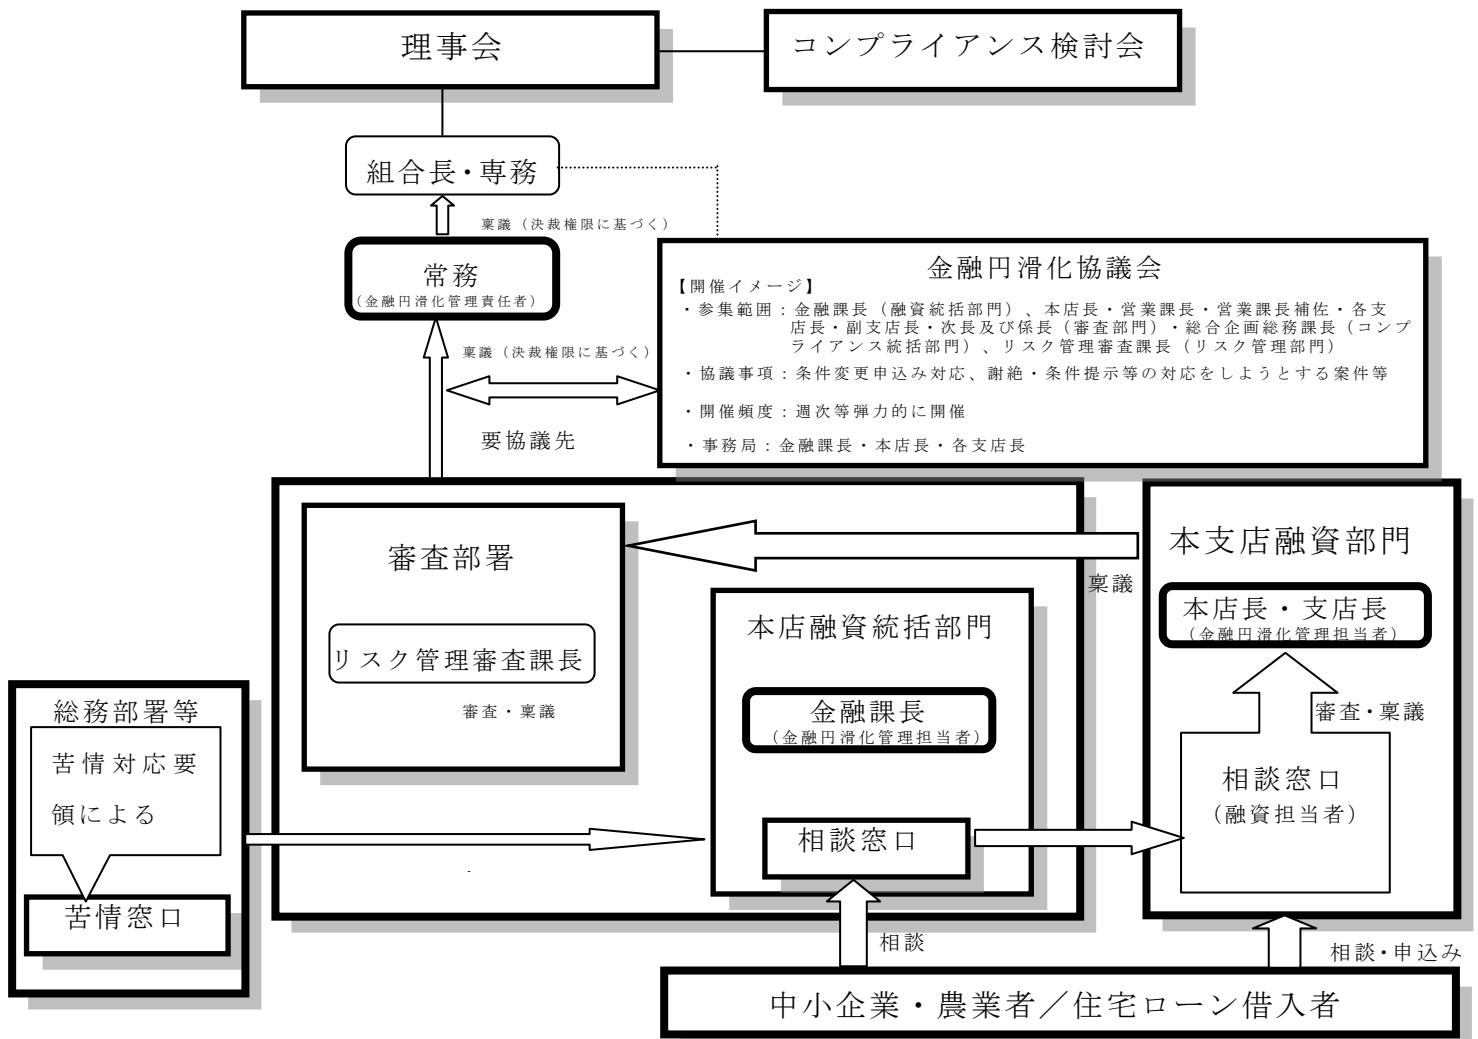 理事会
コンプライアンス検討会
組合長・専務
稟議（決裁権限に基づく）
常務
（金融円滑化管理責任者）
金融円滑化協議会
【開催イメージ】
・参集範囲：金融課長（融資統括部門）、本店長・営業課長・営業課長補佐・各支
店長・副支店長・次長及び係長（審査部門）・総合企画総務課長（コンプ
ライアンス統括部門）、リスク管理審査課長（リスク管理部門）
・協議事項：条件変更申込み対応、謝絶・条件提示等の対応をしようとする案件等
・開催頻度：週次等弾力的に開催
・事務局：金融課長・本店長・各支店長
稟議（決裁権限に基づく）
要協議先
審査部署
リスク管理審査課長
審査・稟議
本店融資統括部門
金融課長
（金融円滑化管理担当者）
相談窓口
稟議
本支店融資部門
本店長・支店長
（金融円滑化管理担当者）
審査・稟議
相談窓口
（融資担当者）
総務部署等
苦情対応要
領による
苦情窓口
相談
相談・申込み
中小企業・農業者／住宅ローン借入者